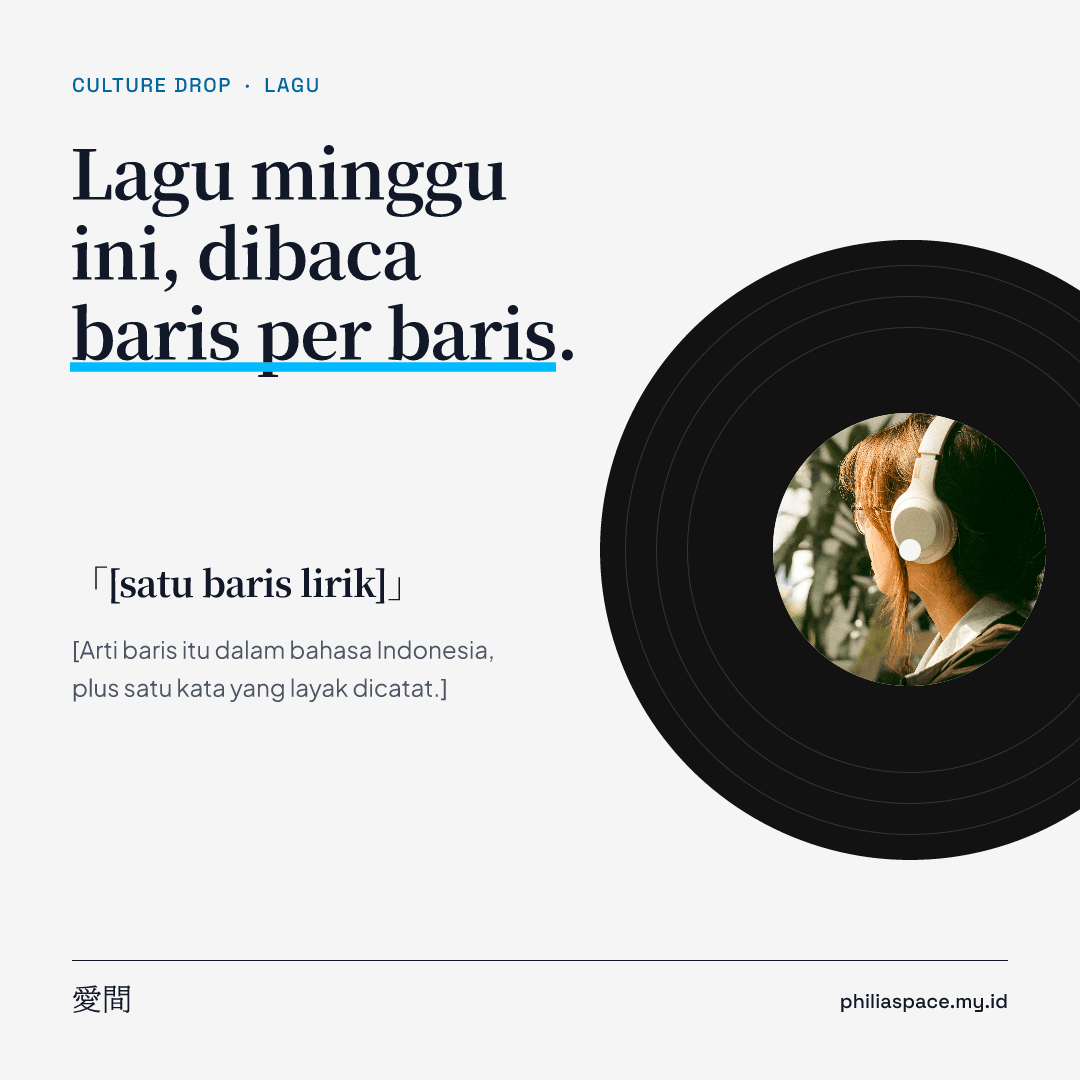 CULTURE DROP · LAGU
Lagu minggu
ini, dibaca
baris per baris.
「[satu baris lirik]」
[Arti baris itu dalam bahasa Indonesia,
plus satu kata yang layak dicatat.]
愛間
philiaspace.my.id